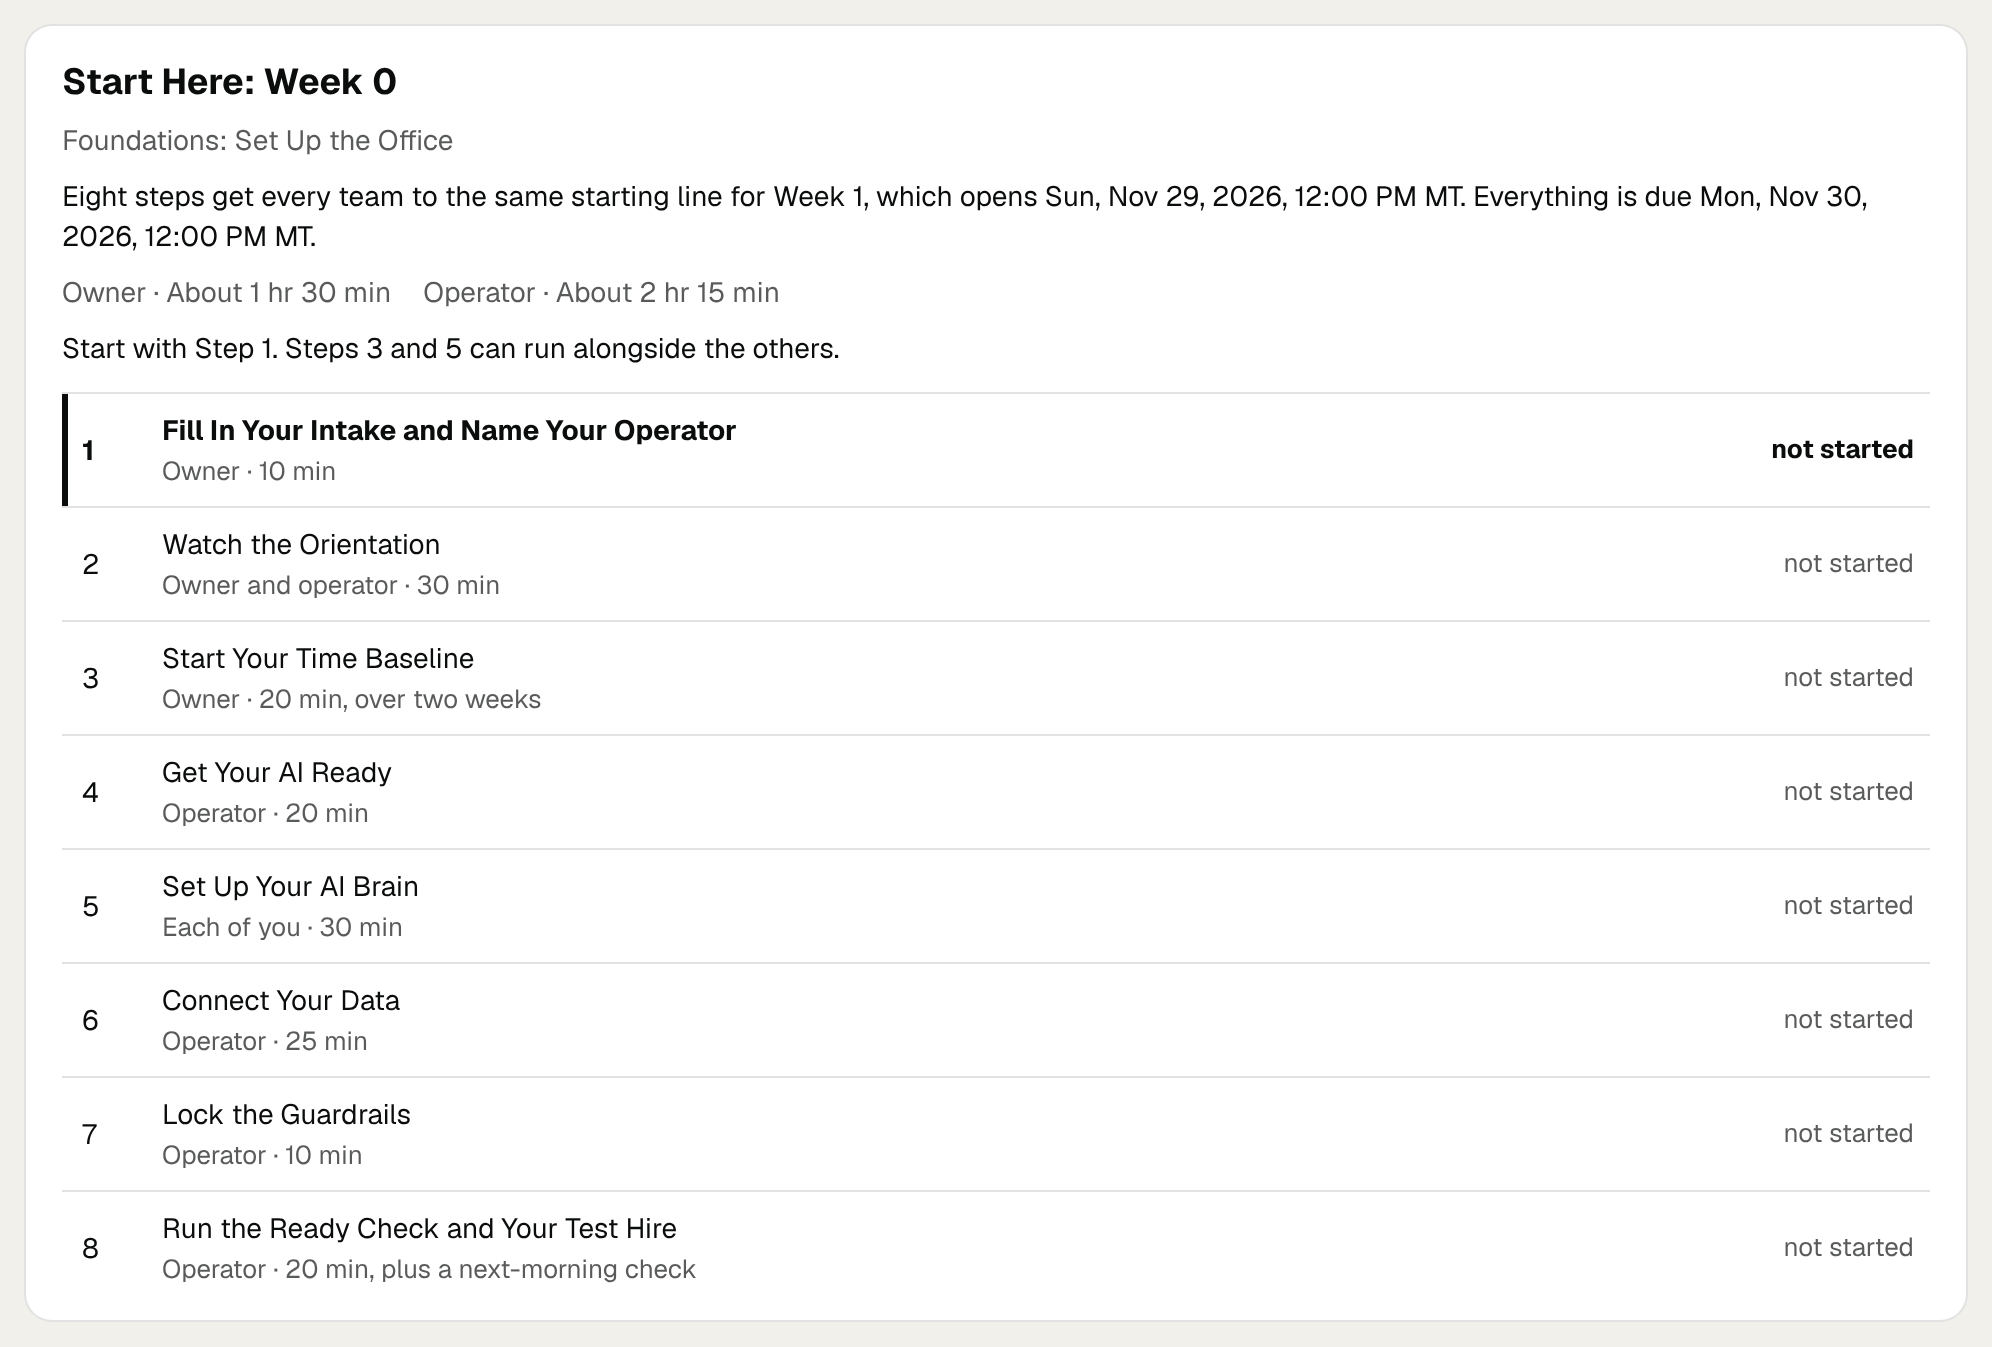 Start Here: Week 0
Foundations: Set Up the Office
Eight steps get every team to the same starting line for Week 1, which opens Sun, Nov 29, 2026, 12:00 PM MT. Everything is due Mon, Nov 30,
2026, 12:00 PM MT.
Owner · About 1 hr 30 min Operator · About 2 hr 15 min
Start with Step 1. Steps 3 and 5 can run alongside the others.
1 Fill In Your Intake and Name Your Operator not started
Owner · 10 min
2 Watch the Orientation not started
Owner and operator · 30 min
3 Start Your Time Baseline not started
Owner · 20 min, over two weeks
4 Get Your AI Ready not started
Operator · 20 min
5 Set Up Your AI Brain not started
Each of you · 30 min
6 Connect Your Data not started
Operator · 25 min
7 Lock the Guardrails not started
Operator · 10 min
8 Run the Ready Check and Your Test Hire not started
Operator · 20 min, plus a next-morning check